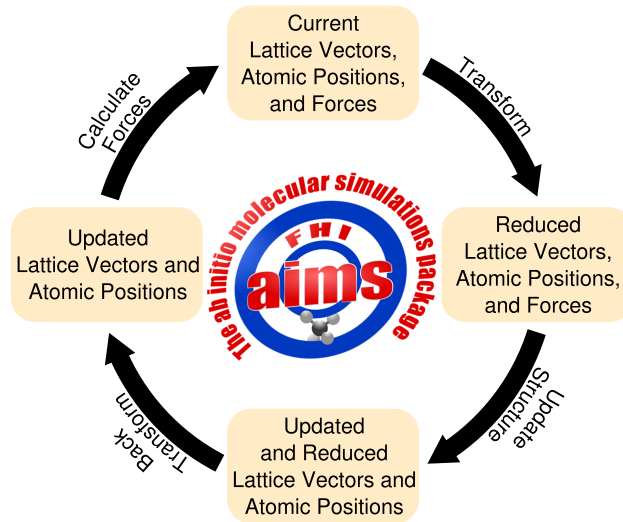 Current
Lattice Vectors,
Atomic Positions,
and Forces
Transform
Reduced
Lattice Vectors,
Atomic Positions,
and Forces
Update
Structure
Updated
and Reduced
Lattice Vectors and
Atomic Positions
Back
Transform
Updated
Lattice Vectors and
Atomic Positions
Calculate
Forces
The ab initio molecular simulations package
FHI
aims